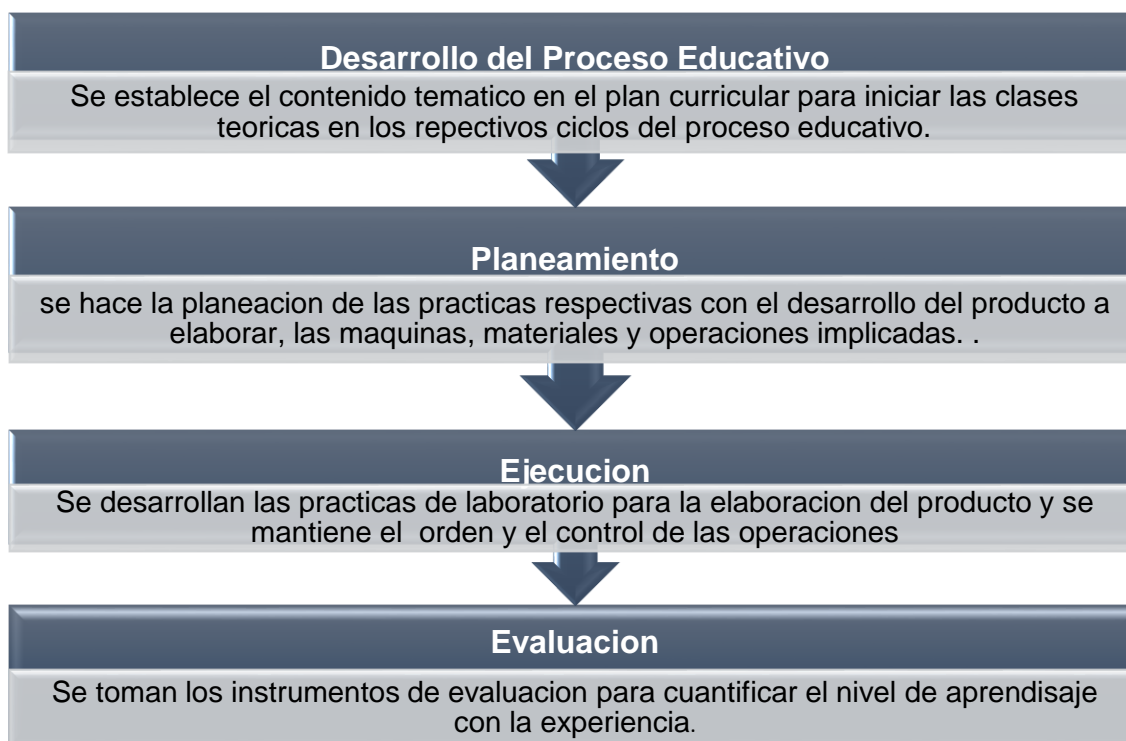 Desarrollo del Proceso Educativo
Se establece el contenido tematico en el plan curricular para iniciar las clases
teoricas en los repectivos ciclos del proceso educativo.
Planeamiento
se hace la planeacion de las practicas respectivas con el desarrollo del producto a
elaborar, las maquinas, materiales y operaciones implicadas. .
Ejecucion
Se desarrollan las practicas de laboratorio para la elaboracion del producto y se
mantiene el  orden y el control de las operaciones
Evaluacion
Se toman los instrumentos de evaluacion para cuantificar el nivel de aprendisaje
con la experiencia.